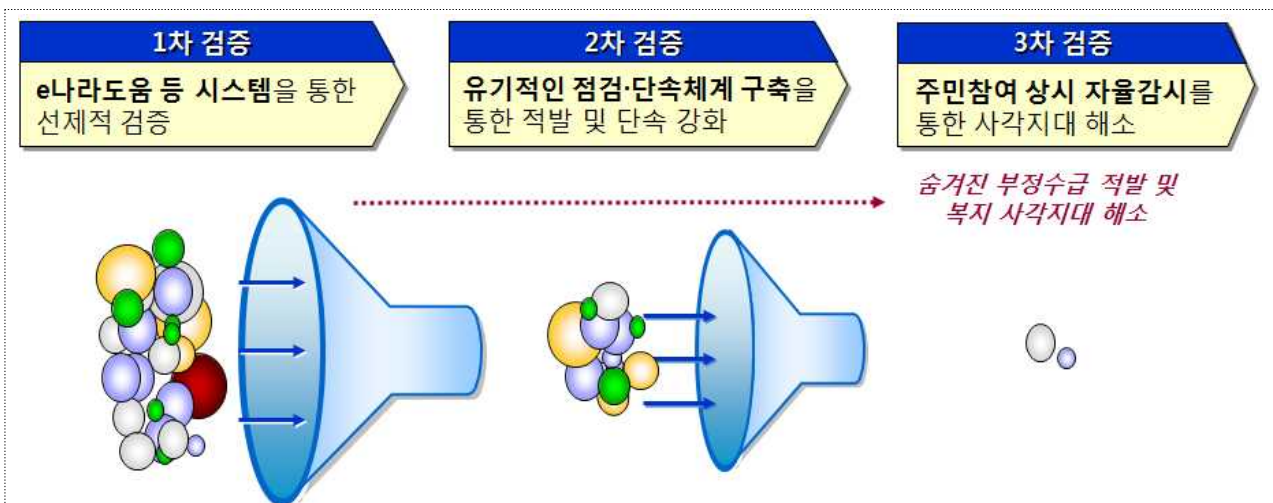 1차 검증
e나라도움 등 시스템을 통한
선제적 검증
2차 검증
유기적인 점검·단속체계 구축을
통한 적발 및 단속 강화
3차 검증
주민참여 상시 자율감시를
통한 사각지대 해소
숨겨진 부정수급 적발 및
복지 사각지대 해소